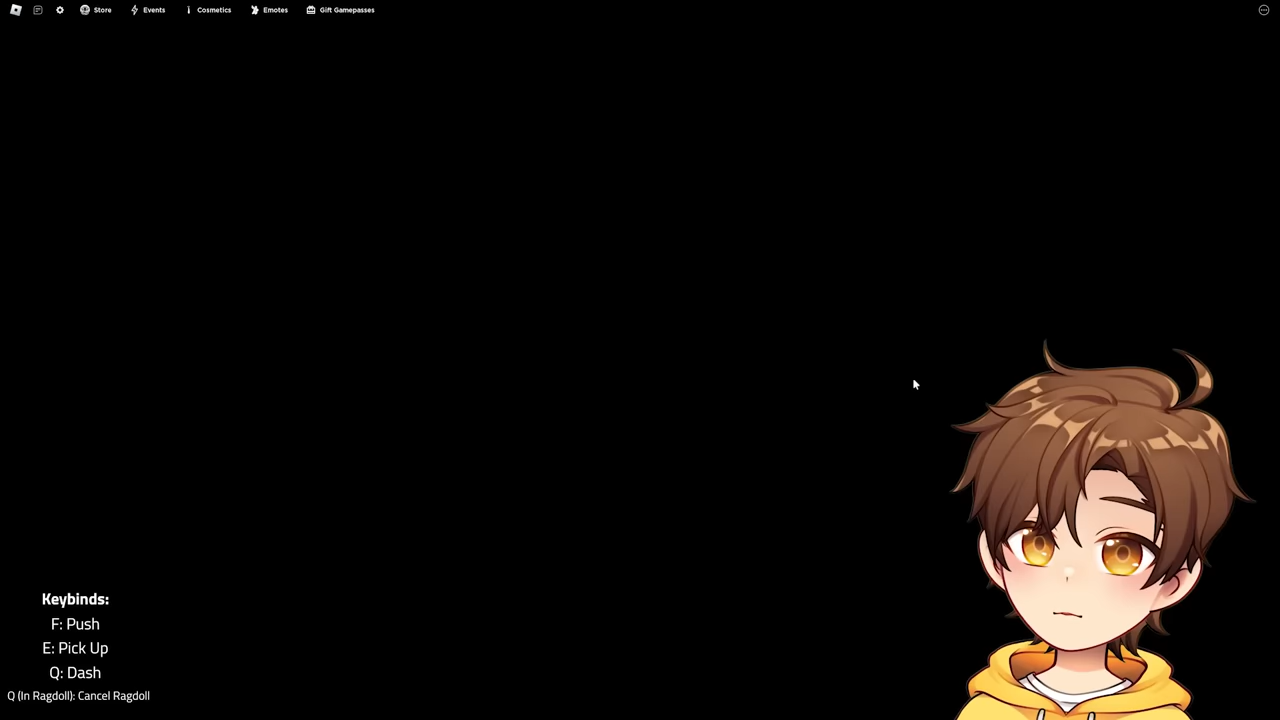 Store Events Cosmetics Emotes Gift Gamepasses
Keybinds:
F: Push
E: Pick Up
Q: Dash
Q (In Ragdoll): Cancel Ragdoll